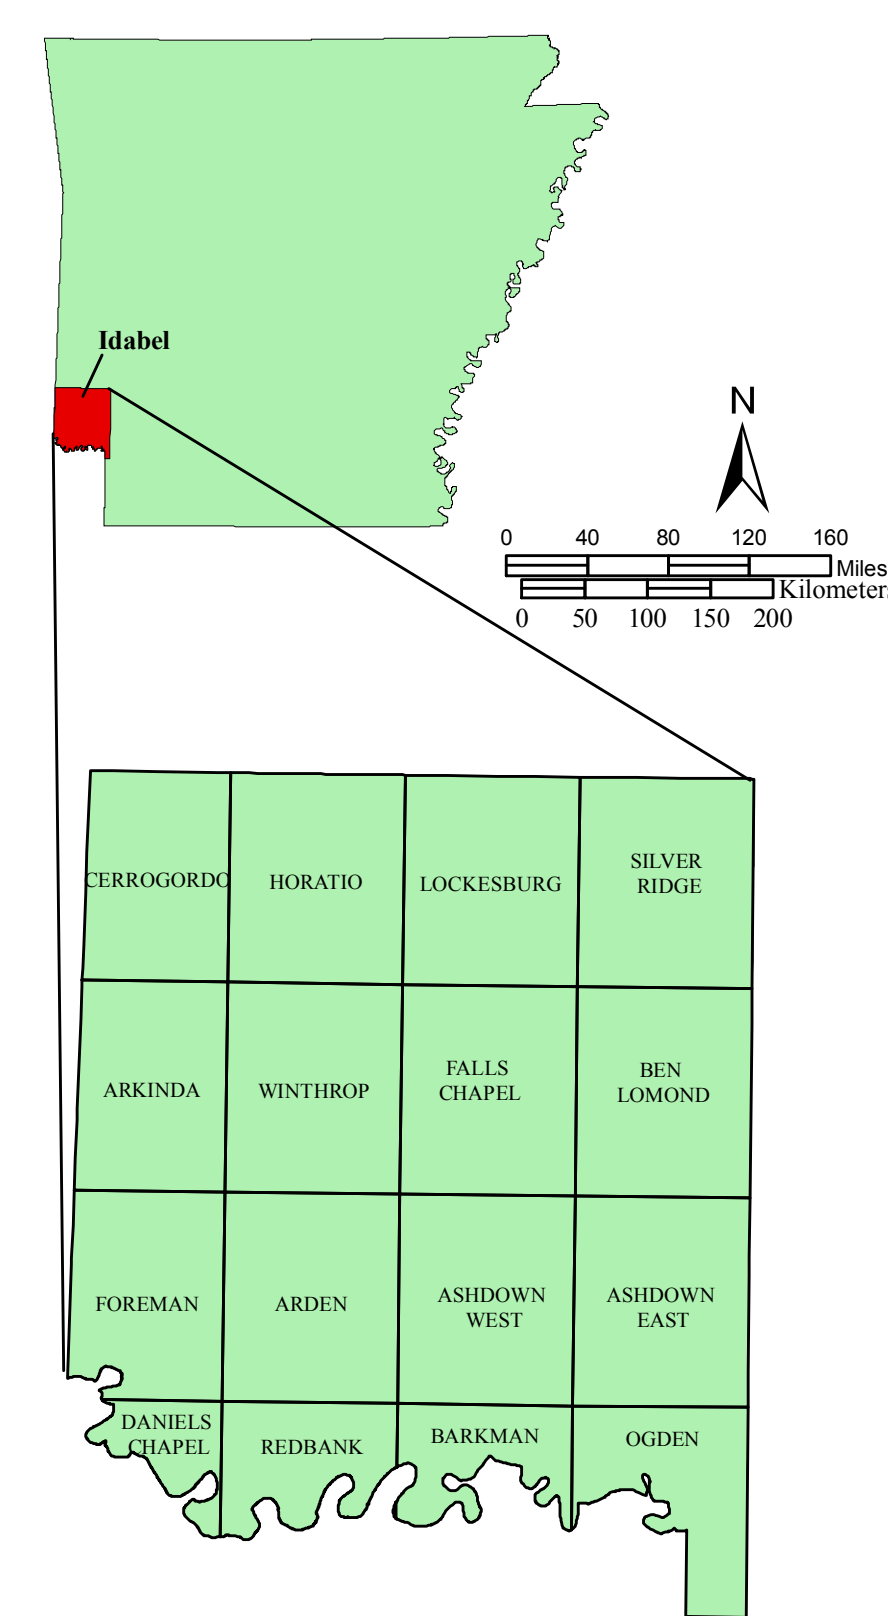 Idabel
N
0 40 80 120 160
Miles
Kilometers
0 50 100 150 200
CERROGORDO
HORATIO
LOCKESBURG
SILVER
RIDGE
ARKINDA
WINTHROP
FALLS
CHAPEL
BEN
LOMOND
FOREMAN
ARDEN
ASHDOWN
WEST
ASHDOWN
EAST
DANIELS
CHAPEL
REDBANK
BARKMAN
OGDEN